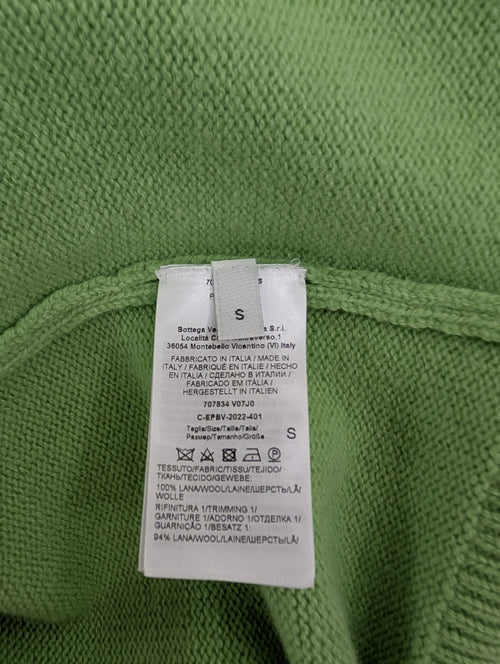 S
Bottega S.r.l.
Località
36054 Montebello Vicentino (VI) Italy
FABBRICATO IN ITALIA / MADE IN
ITALY / FABRIQUÉ EN ITALIE / HECHO
EN ITALIA / СДЕЛАНО В ИТАЛИИ /
FABRICADO EM ITÁLIA /
HERGESTELLT IN ITALIEN
707834 V07J0
C-EPBV-2022-401
Taglia/Size/Taille/Talla/
Размер/Tamanho/Größe
S
TESSUTO/FABRIC/TISSU/TEJIDO/
ТКАНЬ/TECIDO/GEWEBE:
100% LANA/WOOL/LAINE/ШЕРСТЬ/LÃ/
WOLLE
RIFINITURA 1/TRIMMING 1/
GARNITURE 1/ADORNO 1/ОТДЕЛКА 1/
GUARNIÇÃO 1/BESATZ 1:
94% LANA/WOOL/LAINE/ШЕРСТЬ/LÃ/